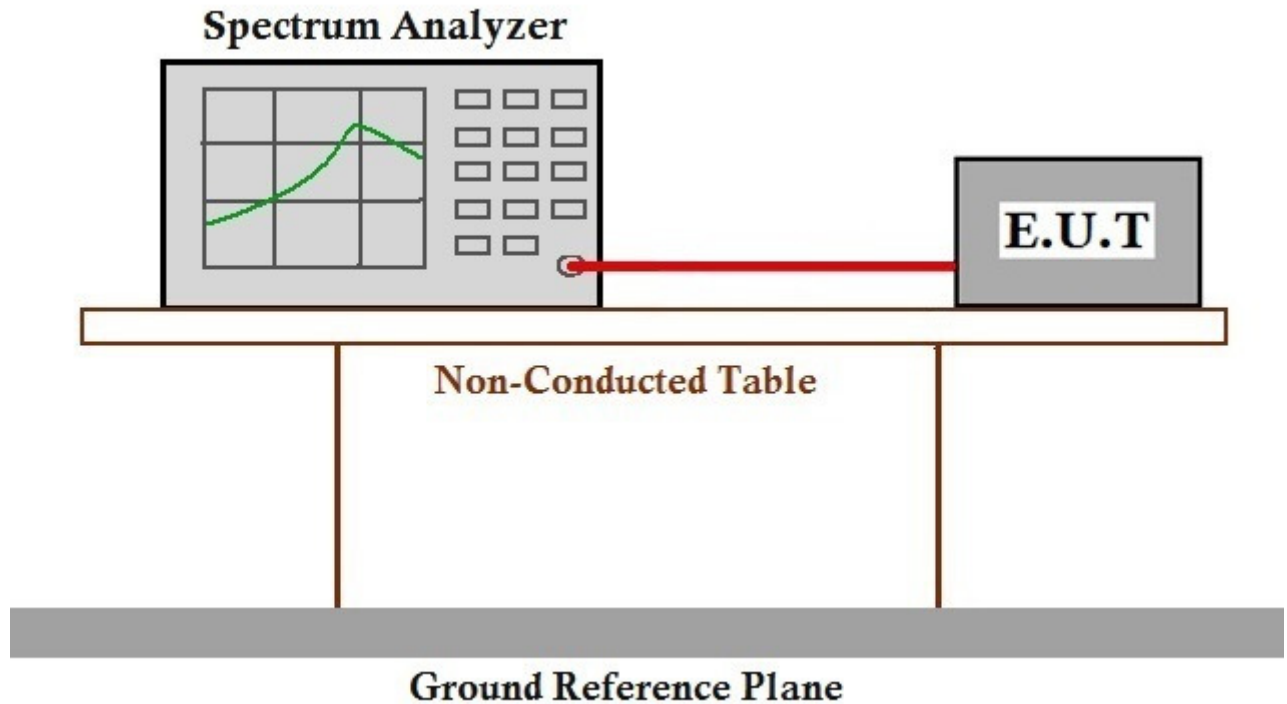 Spectrum Analyzer
E.U.T
Non-Conducted Table
Ground Reference Plane